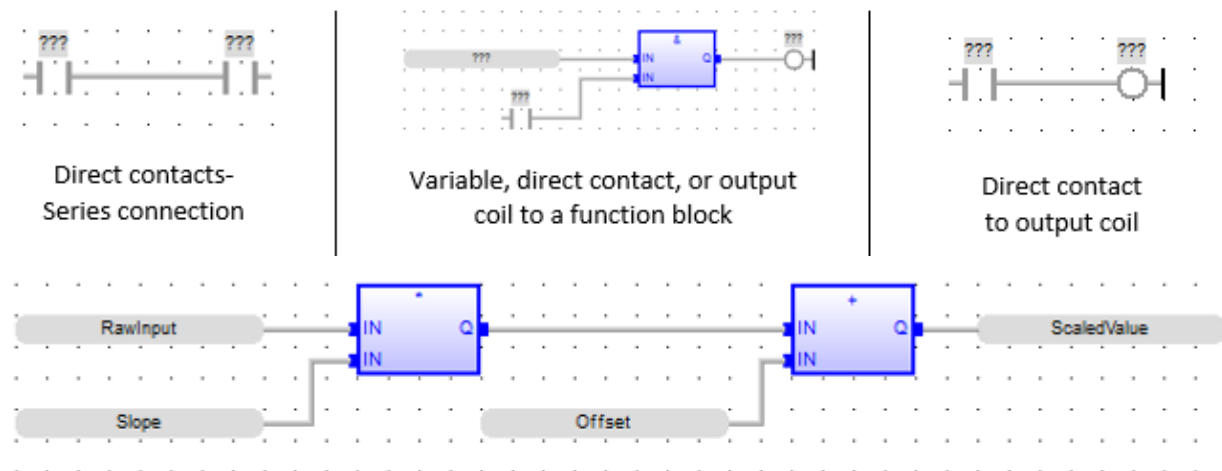 ??? ???
Direct contacts-
Series connection
&
??? IN Q ???
IN
???
Variable, direct contact, or output
coil to a function block
??? ???
Direct contact
to output coil
* +
RawInput IN Q IN Q ScaledValue
IN IN
Slope Offset